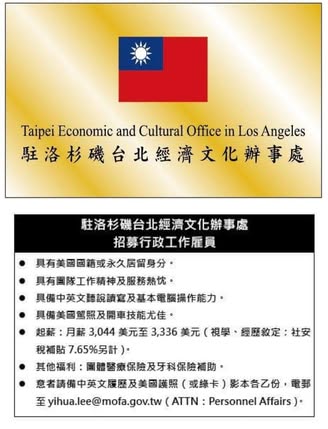 Taipei Economic and Cultural Office in Los Angeles
駐洛杉磯台北經濟文化辦事處
駐洛杉磯台北經濟文化辦事處
招募行政工作雇員
● 具有美國國籍或永久居留身分。
● 具有團隊工作精神及服務熱忱。
● 具備中英文聽說讀寫及基本電腦操作能力。
● 具備美國駕照及開車技能尤佳。
● 起薪：月薪 3,044 美元至 3,336 美元（視學、經歷敘定：社安
稅補貼 7.65%另計）。
● 其他福利：團體醫療保險及牙科保險補助。
● 意者請備中英文履歷及美國護照（或綠卡）影本各乙份，電郵
至 yihua.lee@mofa.gov.tw（ATTN：Personnel Affairs）。